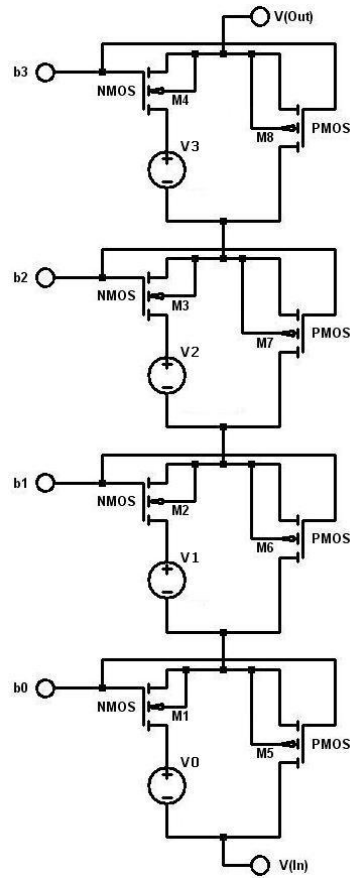 V(Out)
b3
NMOS
M4
M8
PMOS
V3
b2
NMOS
M3
M7
PMOS
V2
b1
NMOS
M2
M6
PMOS
V1
b0
NMOS
M1
M5
PMOS
V0
V(In)